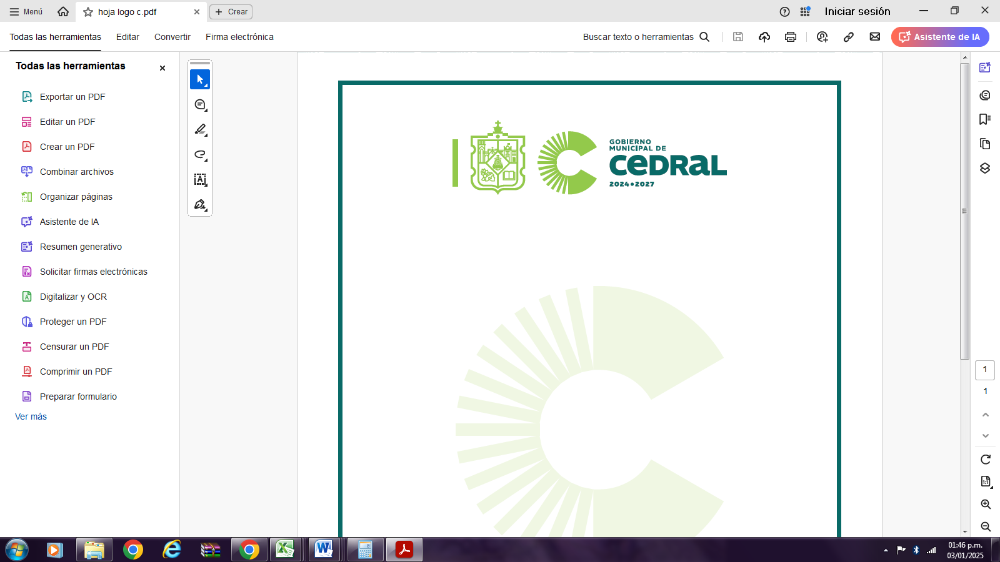 Menú
hoja logo c.pdf
Crear
Iniciar sesión
Todas las herramientas
Editar
Convertir
Firma electrónica
Buscar texto o herramientas
Asistente de IA
Todas las herramientas
Exportar un PDF
Editar un PDF
Crear un PDF
Combinar archivos
Organizar páginas
Asistente de IA
Resumen generativo
Solicitar firmas electrónicas
Digitalizar y OCR
Proteger un PDF
Censurar un PDF
Comprimir un PDF
Preparar formulario
Ver más
GOBIERNO
MUNICIPAL DE
CeDRaL
2024•2027
1
1
01:46 p.m.
03/01/2025